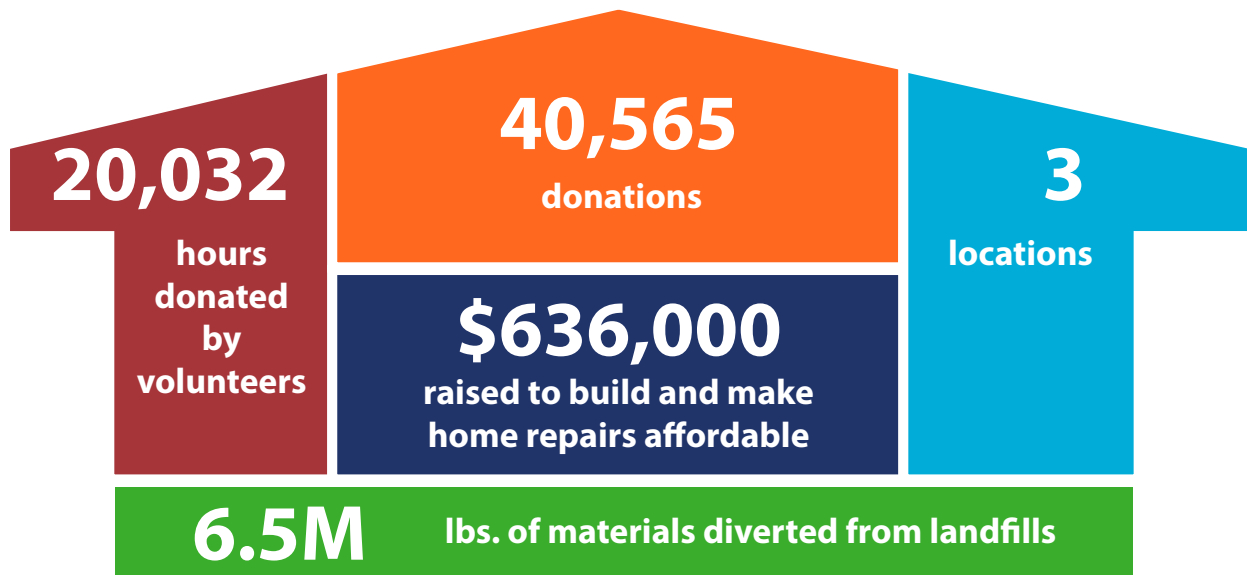 20,032
hours
donated
by
volunteers
40,565
donations
$636,000
raised to build and make
home repairs affordable
3
locations
6.5M lbs. of materials diverted from landfills